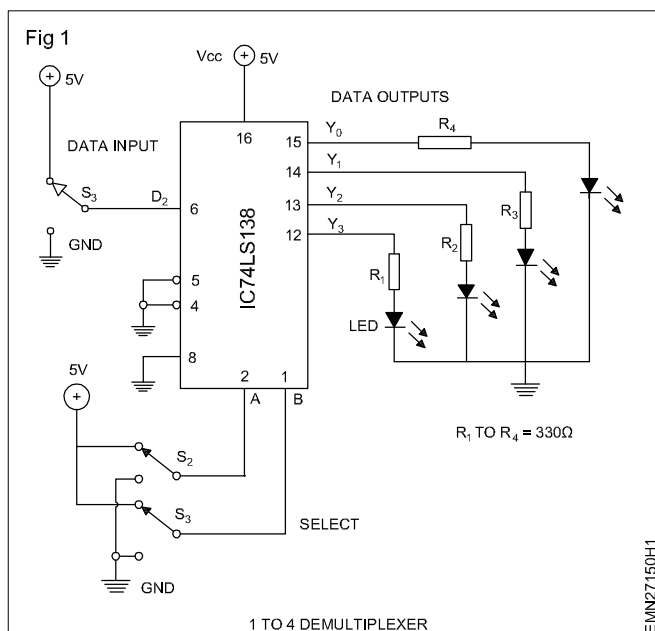 Fig 1
Vcc
5V
5V
DATA OUTPUTS
DATA INPUT
16
15
Y0
R4
14
Y1
S3
D2
6
13
Y2
R3
12
Y3
R2
GND
IC74LS138
5
4
R1
LED
8
5V
2
1
A
B
R1 TO R4 = 330Ω
S2
S3
SELECT
GND
1 TO 4 DEMULTIPLEXER
EMN27150H1